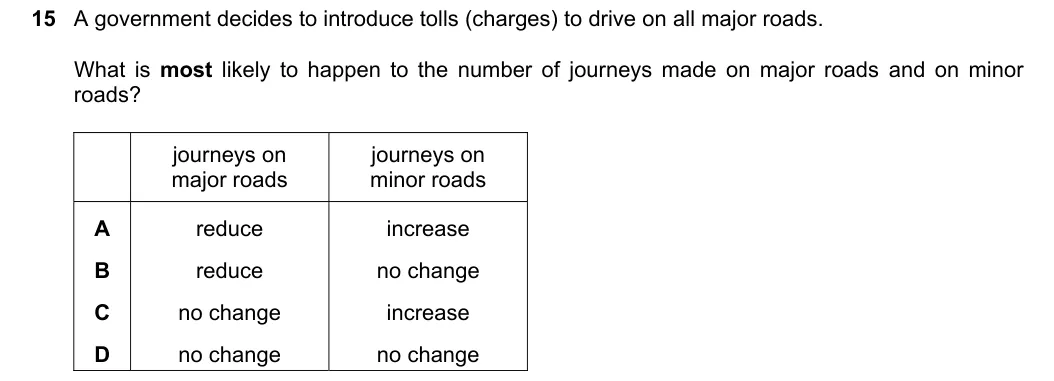 15 A government decides to introduce tolls (charges) to drive on all major roads.
What is most likely to happen to the number of journeys made on major roads and on minor
roads?
journeys on major roads journeys on minor roads
A reduce increase
B reduce no change
C no change increase
D no change no change